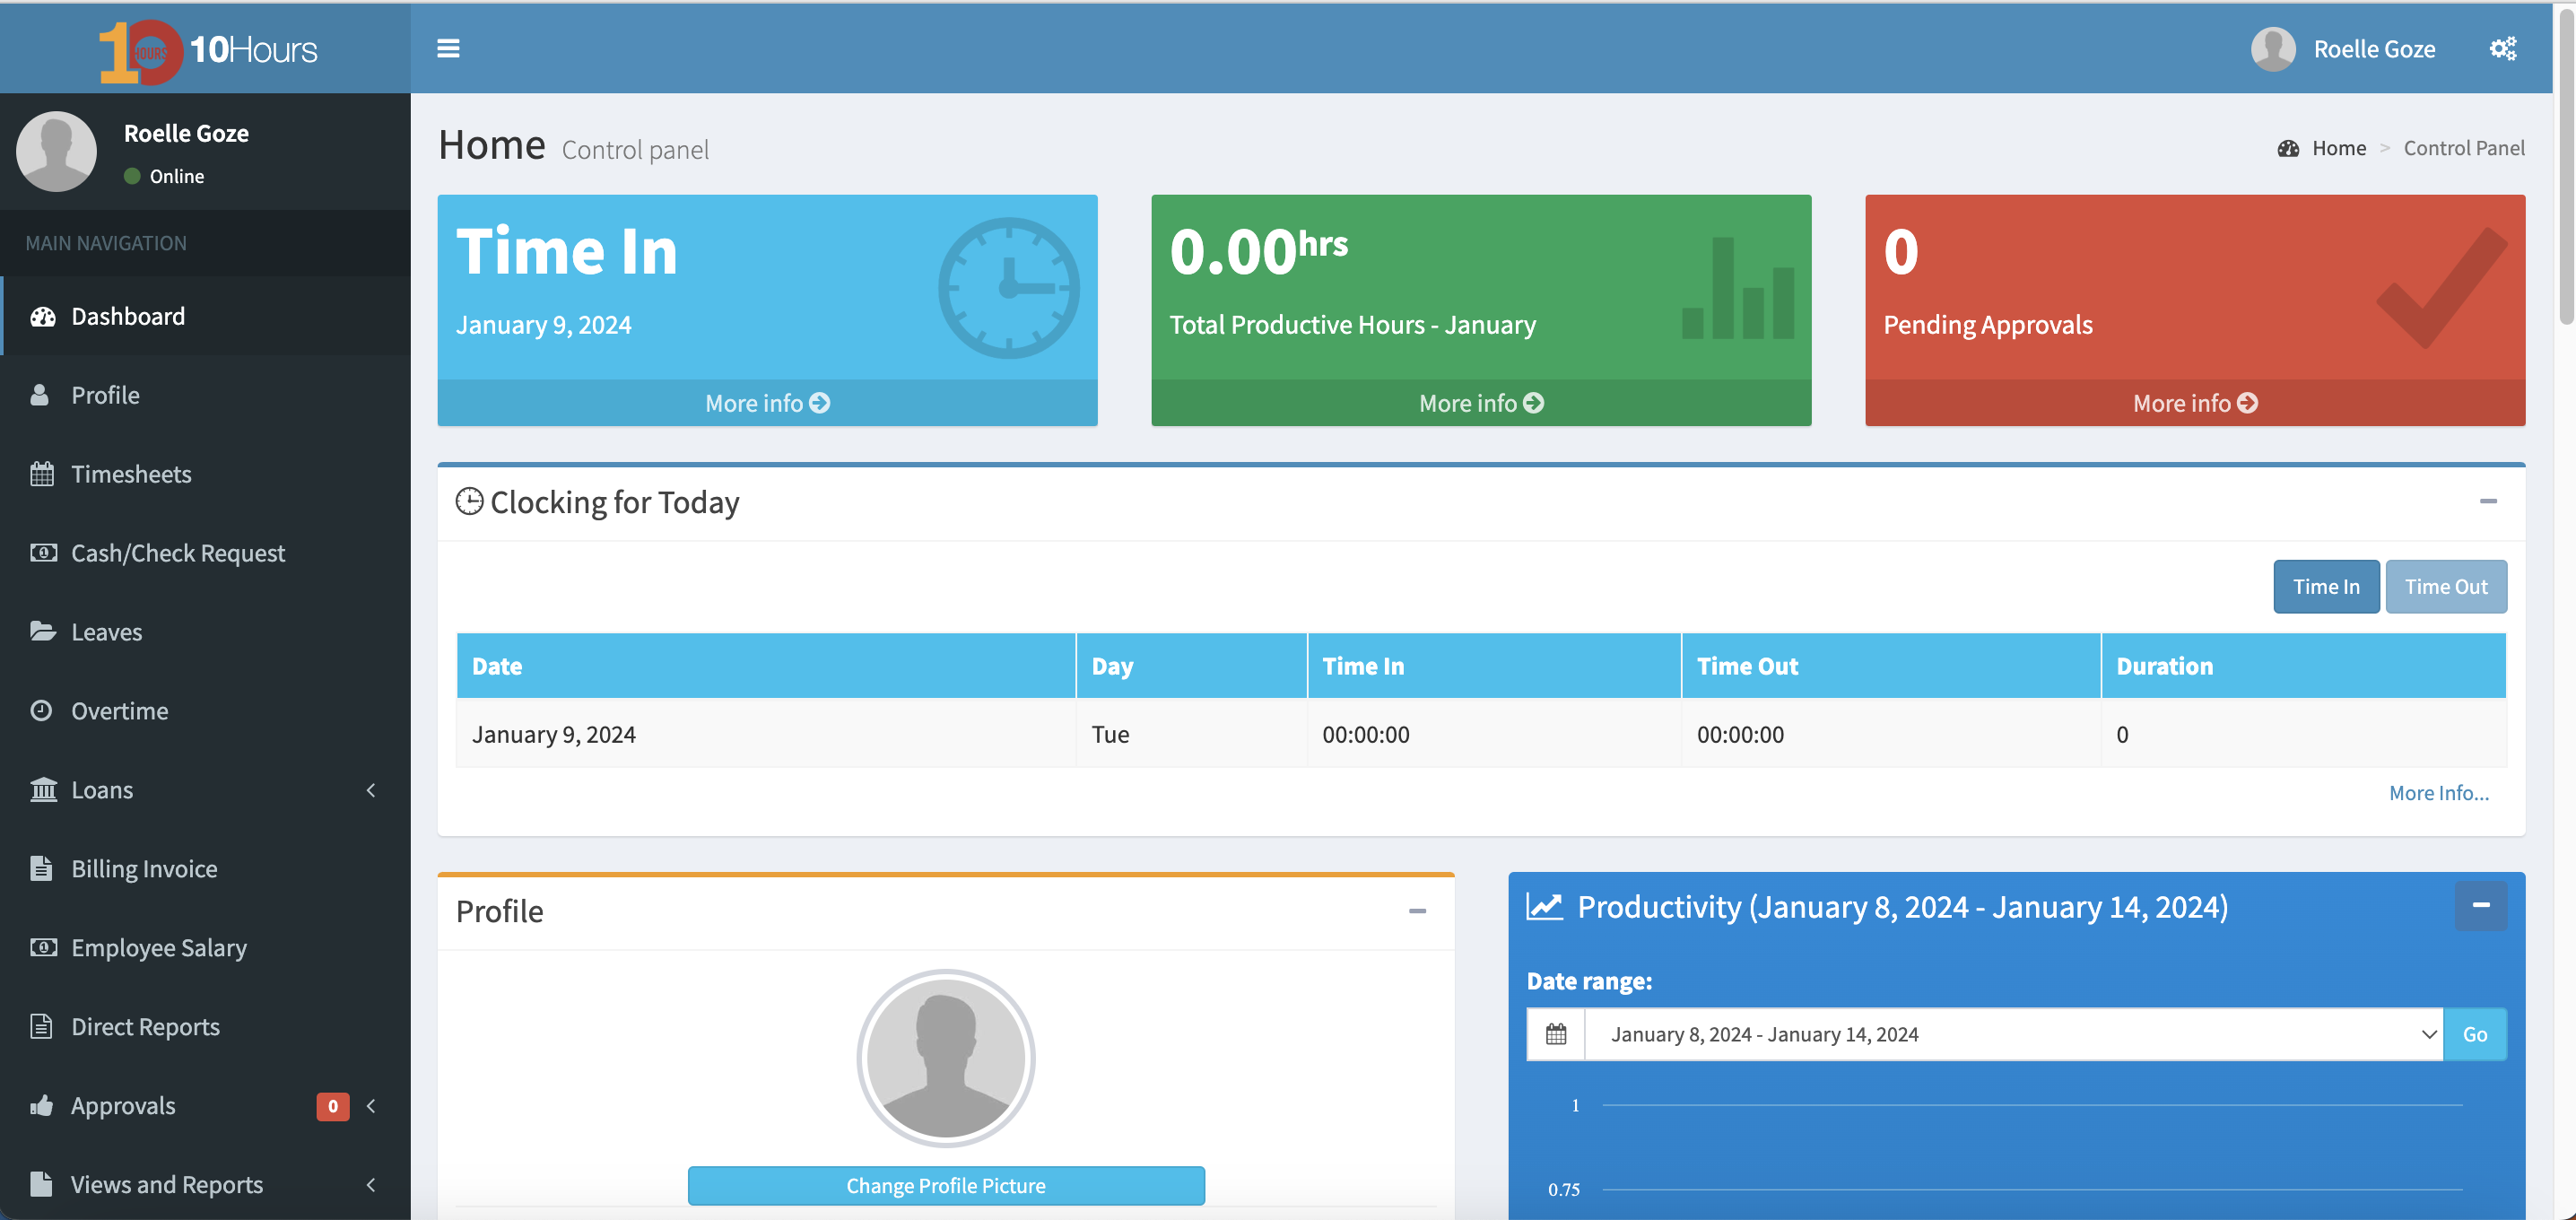 10 HOURS 10Hours
Roelle Goze
Roelle Goze
Online
MAIN NAVIGATION
Dashboard
Profile
Timesheets
Cash/Check Request
Leaves
Overtime
Loans
Billing Invoice
Employee Salary
Direct Reports
Approvals 0
Views and Reports
Home Control panel
Home > Control Panel
Time In
January 9, 2024
More info
0.00hrs
Total Productive Hours - January
More info
0
Pending Approvals
More info
Clocking for Today
Time In Time Out
Date Day Time In Time Out Duration
January 9, 2024 Tue 00:00:00 00:00:00 0
More Info...
Profile
Change Profile Picture
Productivity (January 8, 2024 - January 14, 2024)
Date range:
January 8, 2024 - January 14, 2024 Go
1
0.75